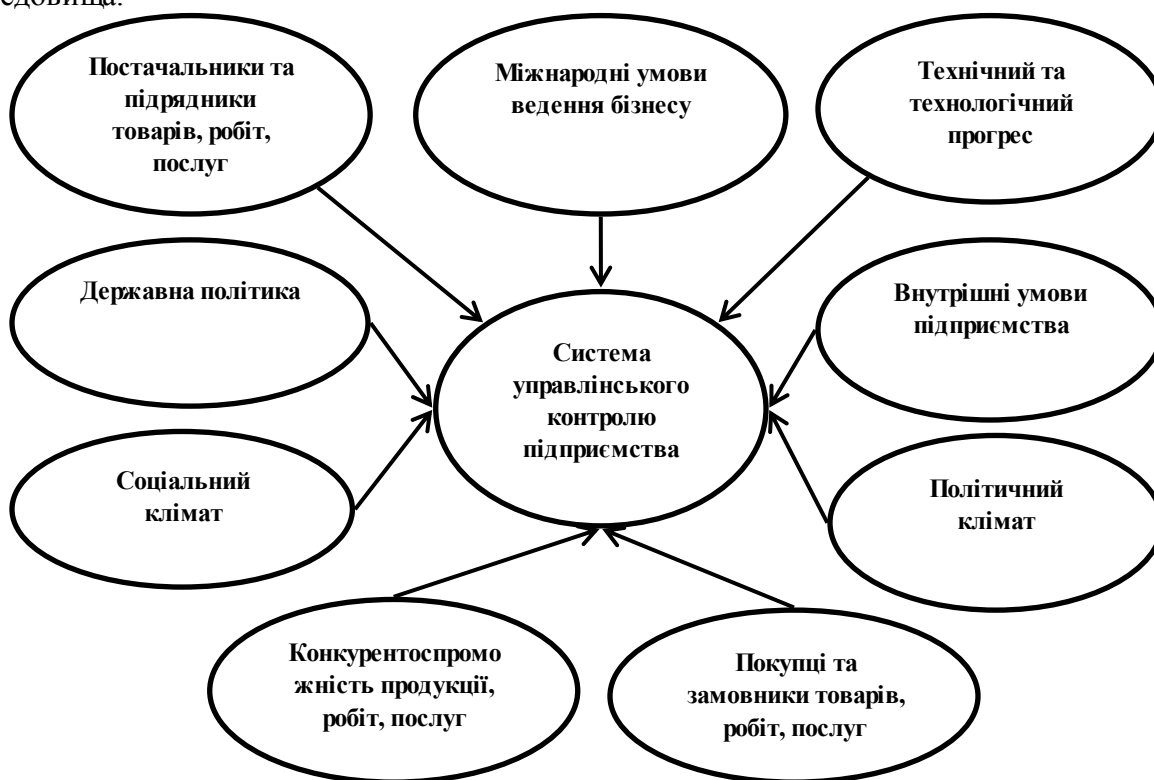 едовища.
Постачальники та
підрядники
товарів, робіт,
послуг
Міжнародні умови
ведення бізнесу
Технічний та
технологічний
прогрес
Державна політика
Внутрішні умови
підприємства
Система
управлінського
контролю
підприємства
Соціальний
клімат
Політичний
клімат
Конкурентоспромо
жність продукції,
робіт, послуг
Покупці та
замовники товарів,
робіт, послуг